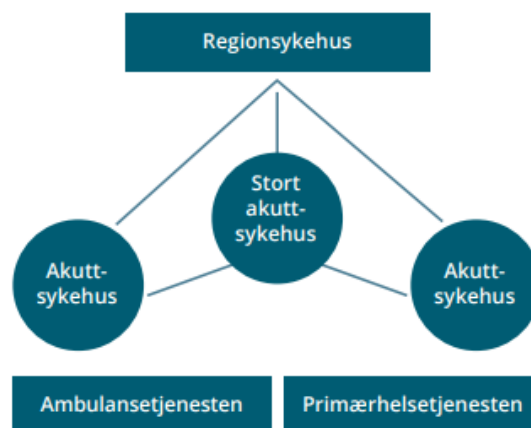 Regionsykehus
Stort
akutt-
sykehus
Akutt-
sykehus
Akutt-
sykehus
Ambulansetjenesten
Primærhelsetjenesten